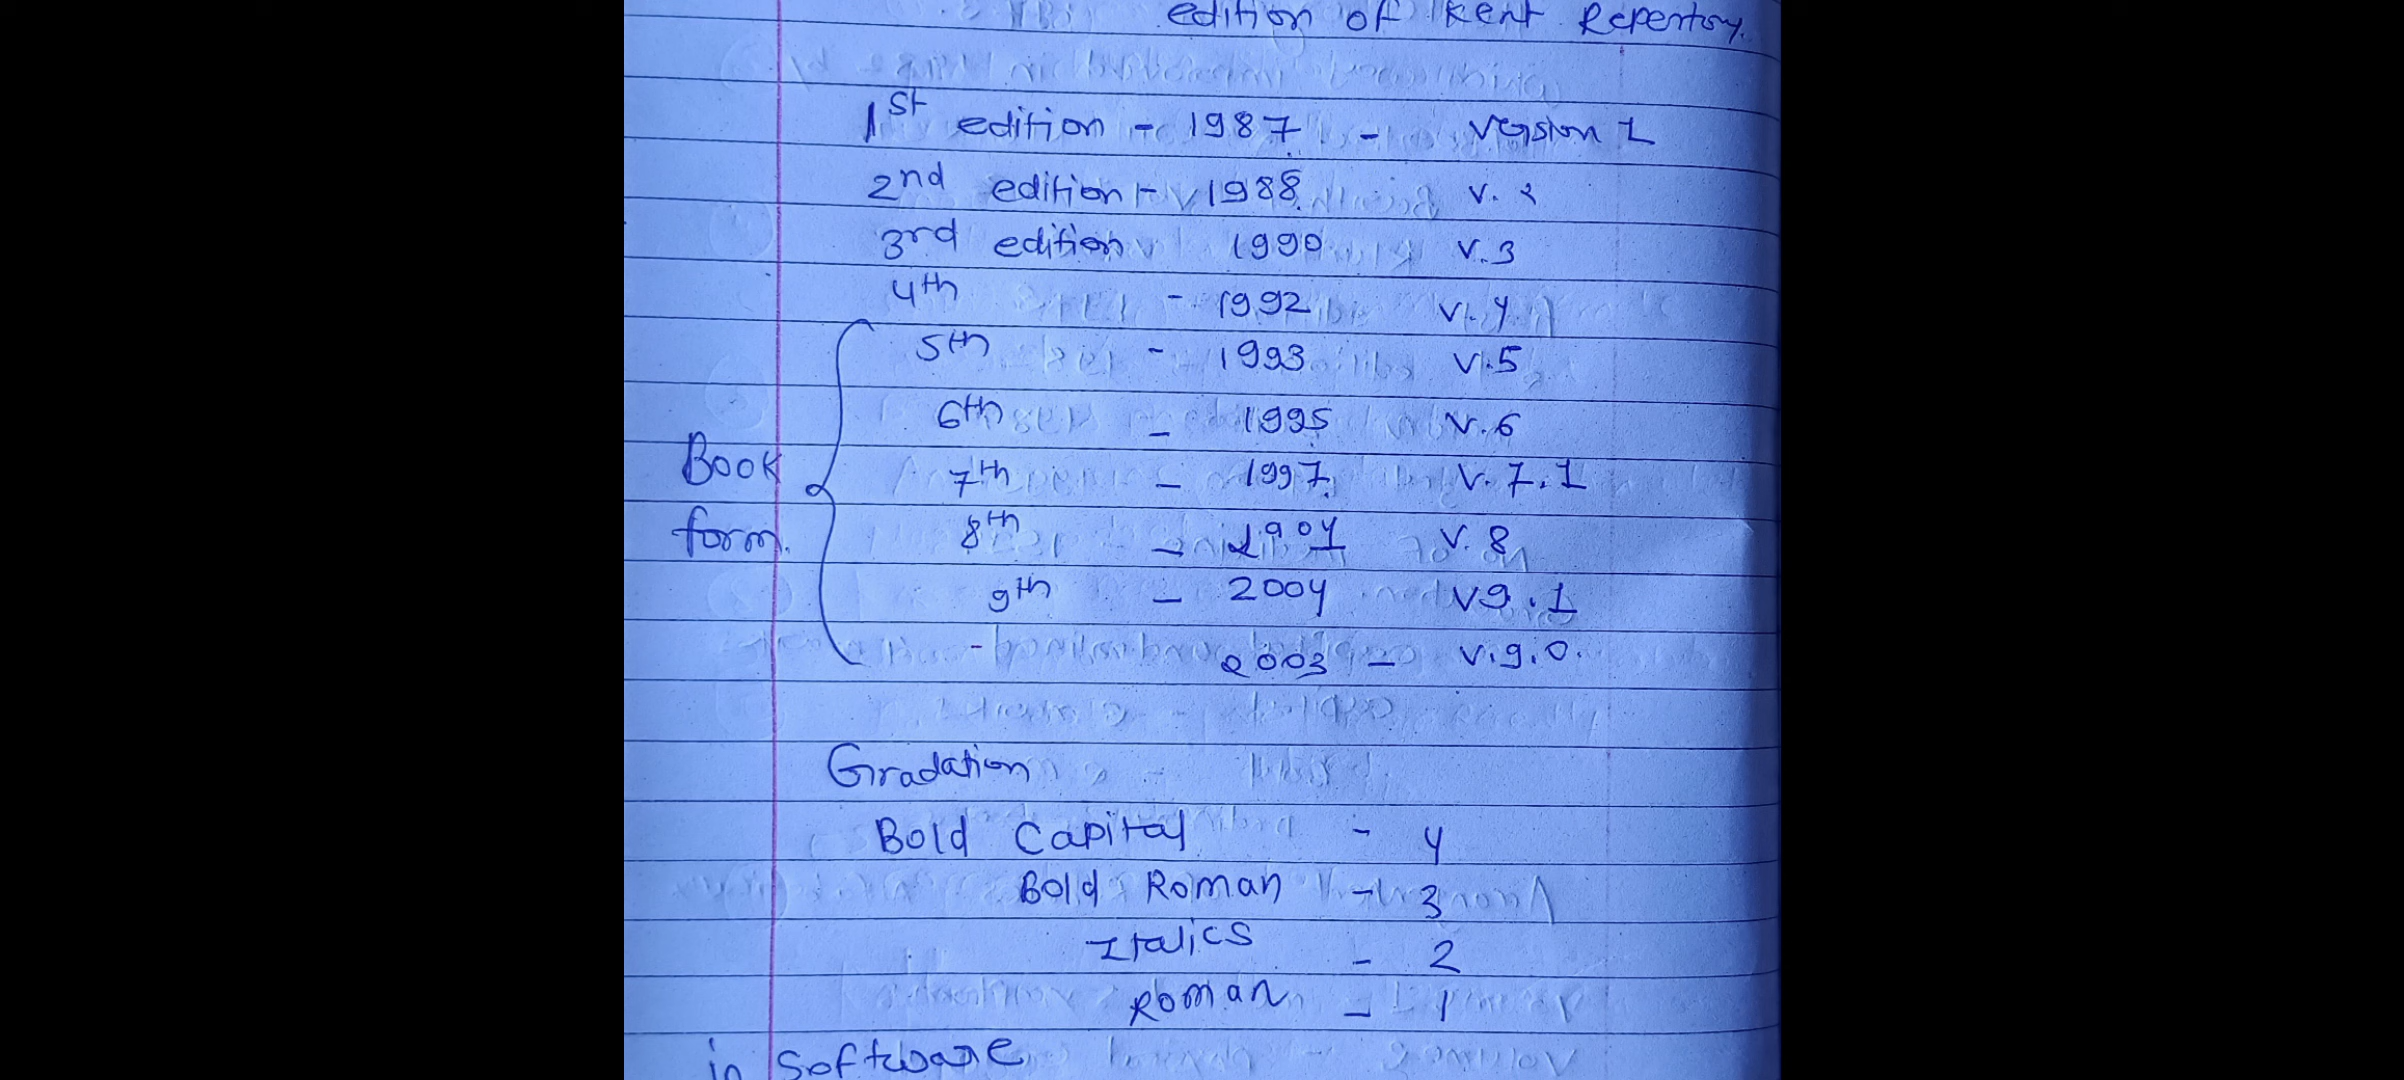 edition of Kent Repertory.
1st edition - 1987 - version 1
2nd edition - 1988 v. 2
3rd edition 1990 v.3
4th - 1992 v.4
5th - 1993 v.5
6th - 1995 v.6
Book 7th - 1997 v.7.1
form. 8th - v.8
9th - 2004 v9.1
- 2003 - v.9.0.
Gradation
Bold Capital - 4
Bold Roman - 3
Italics - 2
Roman - 1
in software